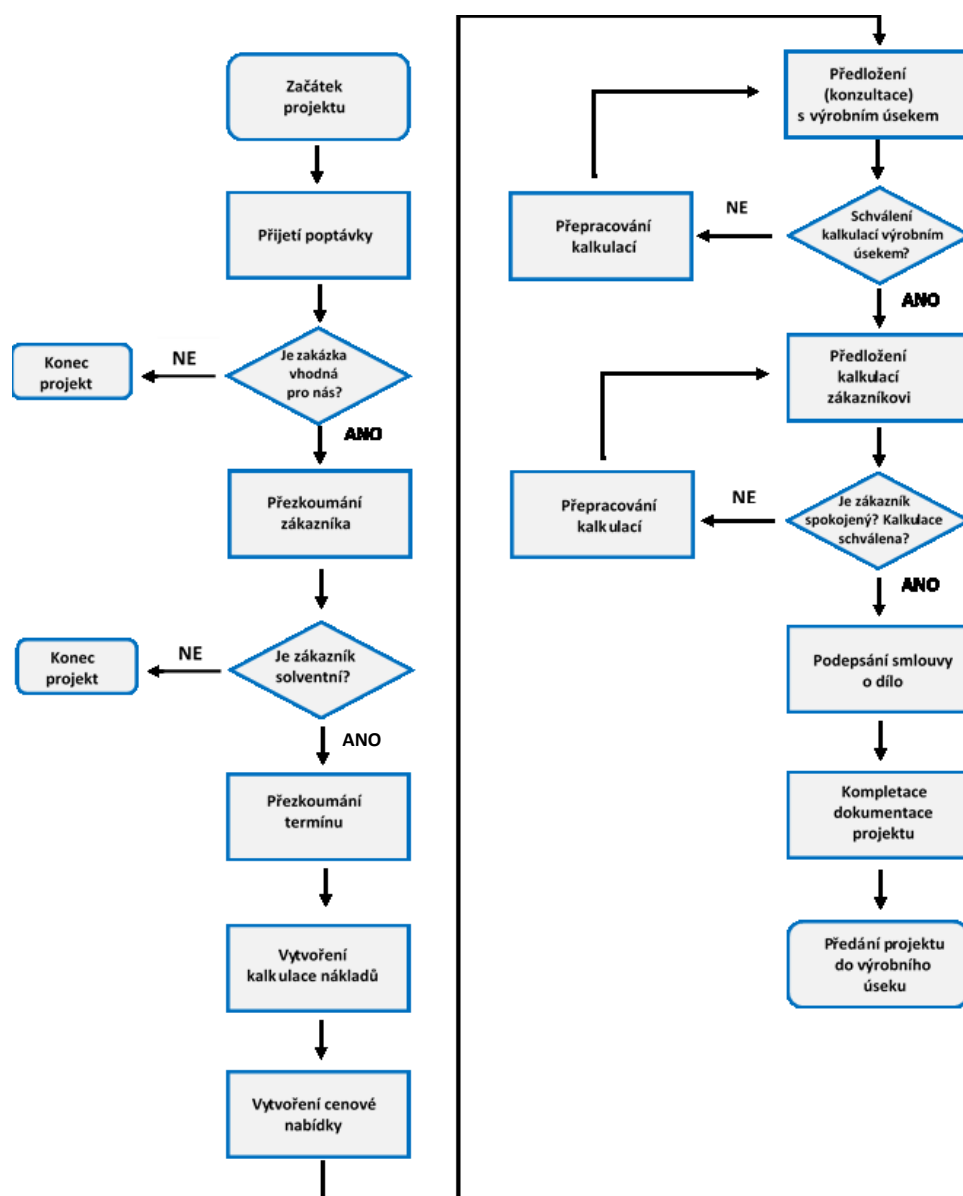 Začátek
projektu
Přijetí poptávky
Je zakázka
vhodná
pro nás?
NE
Konec
projekt
ANO
Přezkoumání
zákazníka
Je zákazník
solventní?
NE
Konec
projekt
ANO
Přezkoumání
termínu
Vytvoření
kalkulace nákladů
Vytvoření cenové
nabídky
Předložení
(konzultace)
s výrobním úsekem
Schválení
kalkulací výrobním
úsekem?
NE
Přepracování
kalkulací
ANO
Předložení
kalkulací
zákazníkovi
Je zákazník
spokojený? Kalkulace
schválena?
NE
Přepracování
kalkulací
ANO
Podepsání smlouvy
o dílo
Kompletace
dokumentace
projektu
Předání projektu
do výrobního
úseku